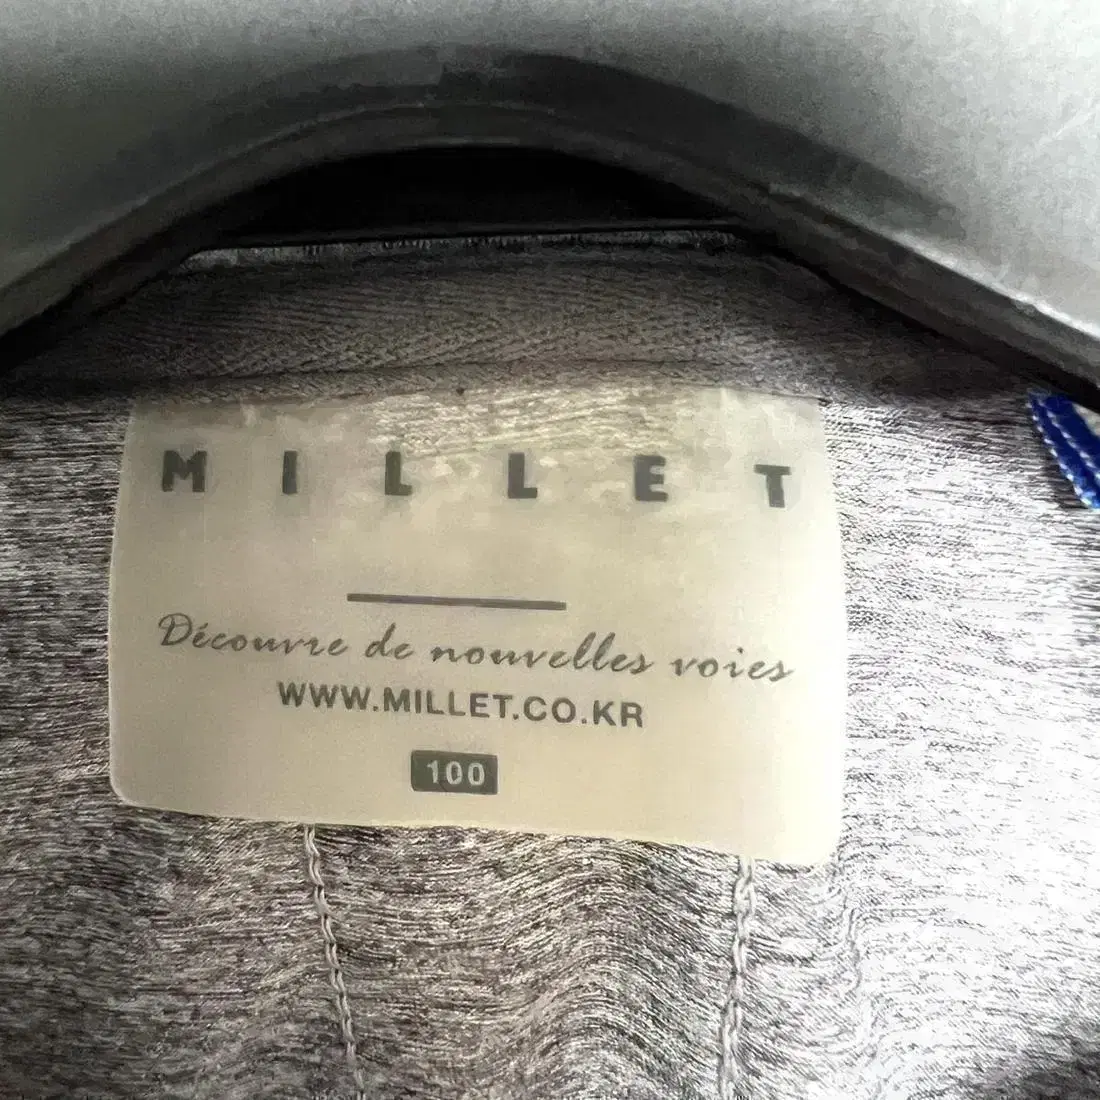 MILLET
Découvre de nouvelles voies
WWW.MILLET.CO.KR
100